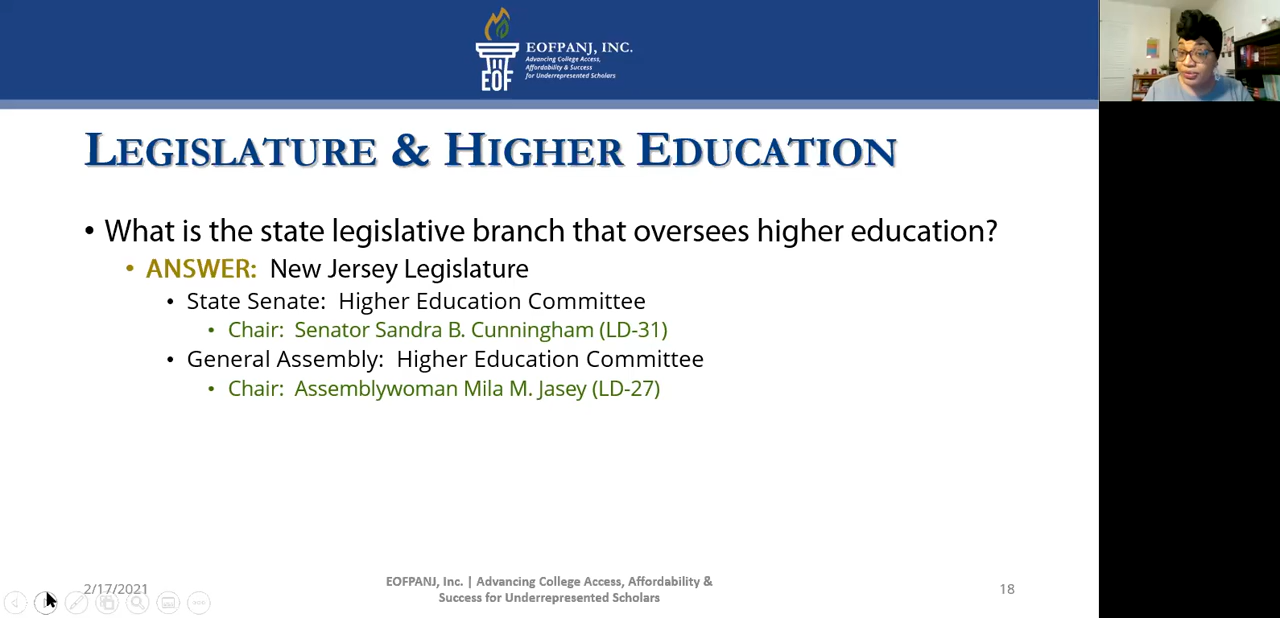 EOFPANJ, INC.
Advancing College Access,
Affordability & Success
for Underrepresented Scholars
EOF
LEGISLATURE & HIGHER EDUCATION
• What is the state legislative branch that oversees higher education?
• ANSWER: New Jersey Legislature
• State Senate: Higher Education Committee
• Chair: Senator Sandra B. Cunningham (LD-31)
• General Assembly: Higher Education Committee
• Chair: Assemblywoman Mila M. Jasey (LD-27)
2/17/2021
EOFPANJ, Inc. | Advancing College Access, Affordability &
Success for Underrepresented Scholars
18